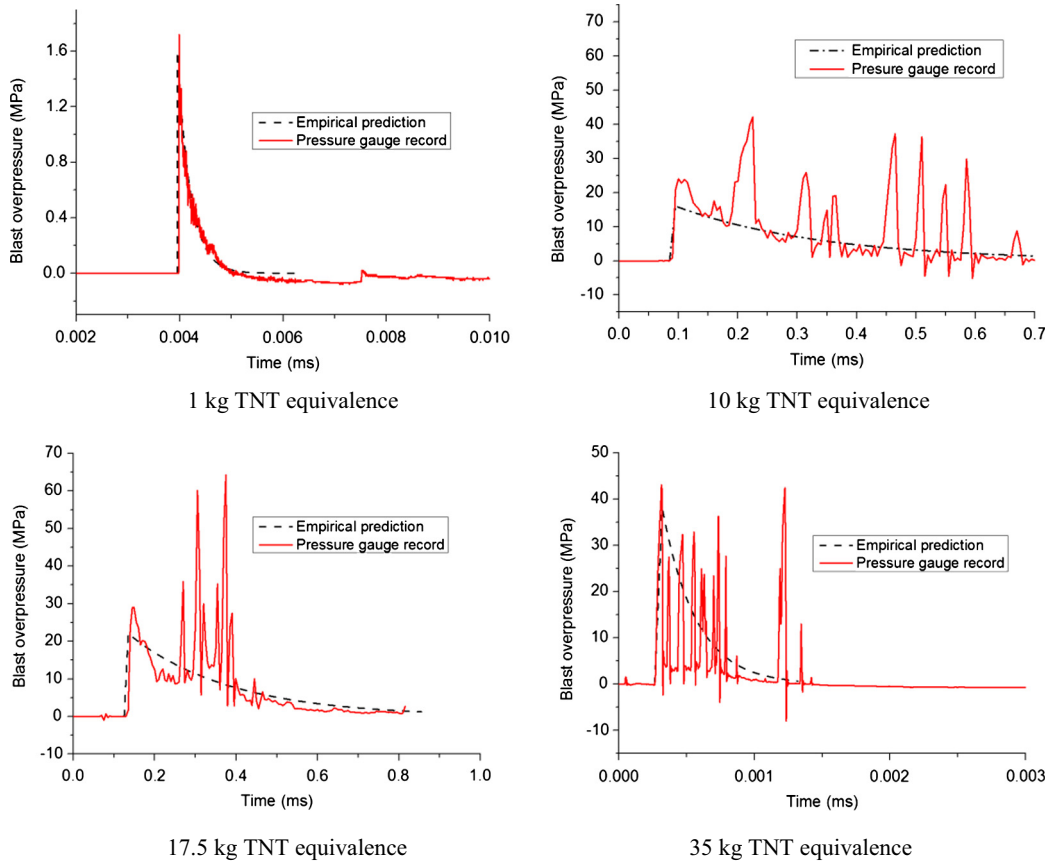 Blast overpressure (MPa)
1.6
1.2
0.8
0.4
0.0
Empirical prediction
Pressure gauge record
0.002
0.004
0.006
0.008
0.010
Time (ms)
1 kg TNT equivalence
Blast overpressure (MPa)
70
60
50
40
30
20
10
0
-10
Empirical prediction
Presure gauge record
0.0
0.1
0.2
0.3
0.4
0.5
0.6
0.7
Time (ms)
10 kg TNT equivalence
Blast overpressure (MPa)
70
60
50
40
30
20
10
0
-10
Empirical prediction
Pressure gauge record
0.0
0.2
0.4
0.6
0.8
1.0
Time (ms)
17.5 kg TNT equivalence
Blast overpressure (MPa)
50
40
30
20
10
0
-10
Empirical prediction
Pressure gauge record
0.000
0.001
0.002
0.003
Time (ms)
35 kg TNT equivalence